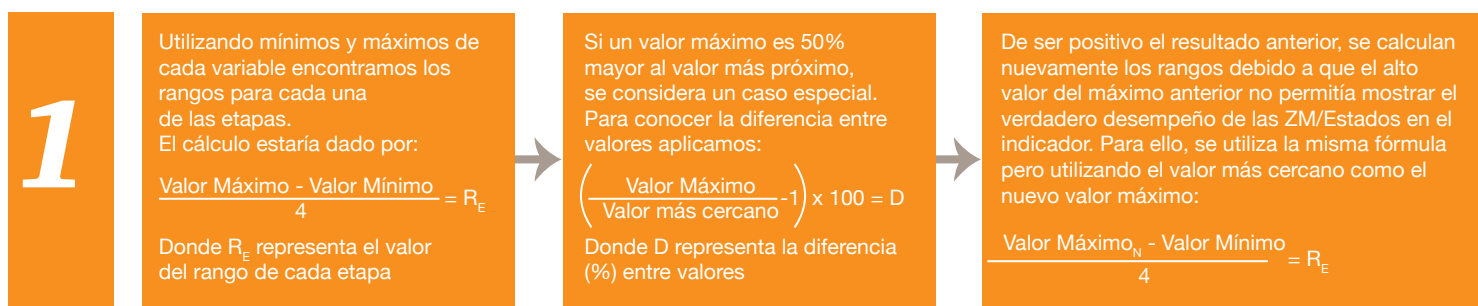 1
Utilizando mínimos y máximos de
cada variable encontramos los
rangos para cada una
de las etapas.
El cálculo estaría dado por:
Valor Máximo - Valor Mínimo
4
= R_E
Donde R_E representa el valor
del rango de cada etapa
Si un valor máximo es 50%
mayor al valor más próximo,
se considera un caso especial.
Para conocer la diferencia entre
valores aplicamos:
( Valor Máximo
Valor más cercano
-1) x 100 = D
Donde D representa la diferencia
(%) entre valores
De ser positivo el resultado anterior, se calculan
nuevamente los rangos debido a que el alto
valor del máximo anterior no permitía mostrar el
verdadero desempeño de las ZM/Estados en el
indicador. Para ello, se utiliza la misma fórmula
pero utilizando el valor más cercano como el
nuevo valor máximo:
Valor Máximo_N - Valor Mínimo
4
= R_E